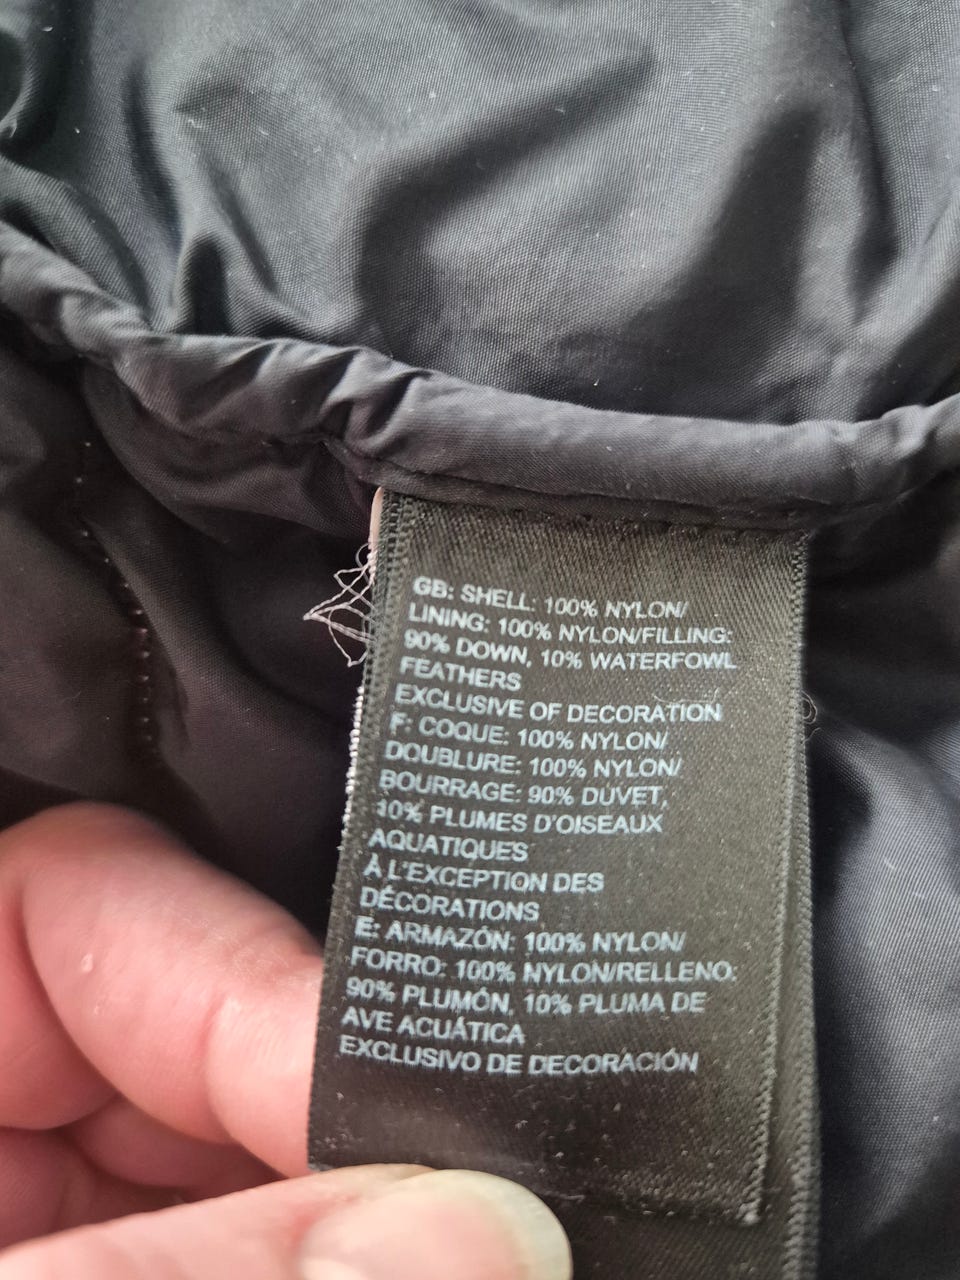 GB: SHELL: 100% NYLON/
LINING: 100% NYLON/FILLING:
90% DOWN, 10% WATERFOWL
FEATHERS
EXCLUSIVE OF DECORATION
F: COQUE: 100% NYLON/
DOUBLURE: 100% NYLON/
BOURRAGE: 90% DUVET,
10% PLUMES D'OISEAUX
AQUATIQUES
À L'EXCEPTION DES
DÉCORATIONS
E: ARMAZÓN: 100% NYLON/
FORRO: 100% NYLON/RELLENO:
90% PLUMÓN, 10% PLUMA DE
AVE ACUÁTICA
EXCLUSIVO DE DECORACIÓN